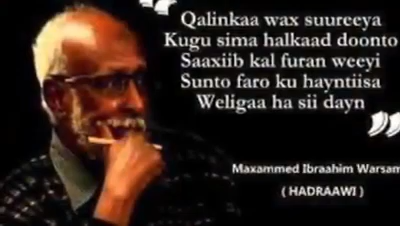 Qalinkaa wax suureeya
Kugu sima halkaad doonto
Saaxiib kal furan weeyi
Sunto faro ku hayntiisa
Weligaa ha sii dayn
Maxammed Ibraahim Warsam
( HADRAAWI )